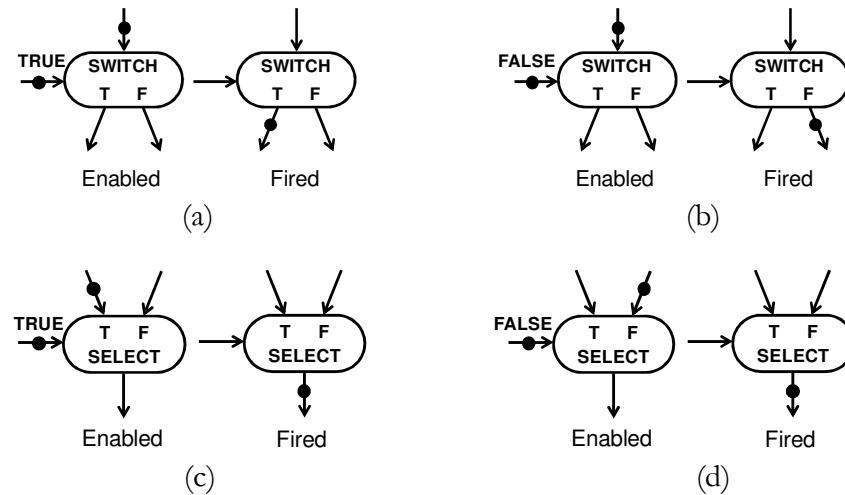 TRUE SWITCH SWITCH
T F T F
Enabled Fired
(a)
FALSE SWITCH SWITCH
T F T F
Enabled Fired
(b)
TRUE T F T F
SELECT SELECT
Enabled Fired
(c)
FALSE T F T F
SELECT SELECT
Enabled Fired
(d)